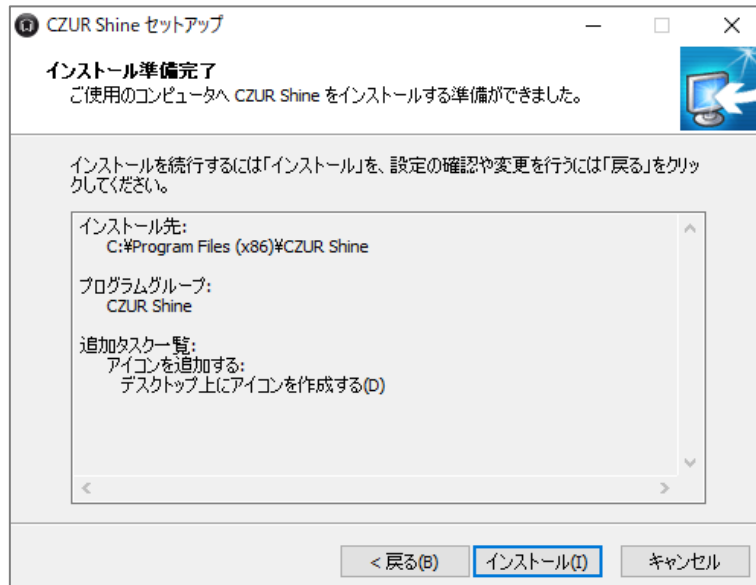 CZUR Shine セットアップ
インストール準備完了
ご使用のコンピュータへ CZUR Shine をインストールする準備ができました。
インストールを続行するには「インストール」を、設定の確認や変更を行うには「戻る」をクリッ
クしてください。
インストール先:
C:¥Program Files (x86)¥CZUR Shine
プログラムグループ:
CZUR Shine
追加タスク一覧:
アイコンを追加する:
デスクトップ上にアイコンを作成する(D)
< 戻る(B)
インストール(I)
キャンセル